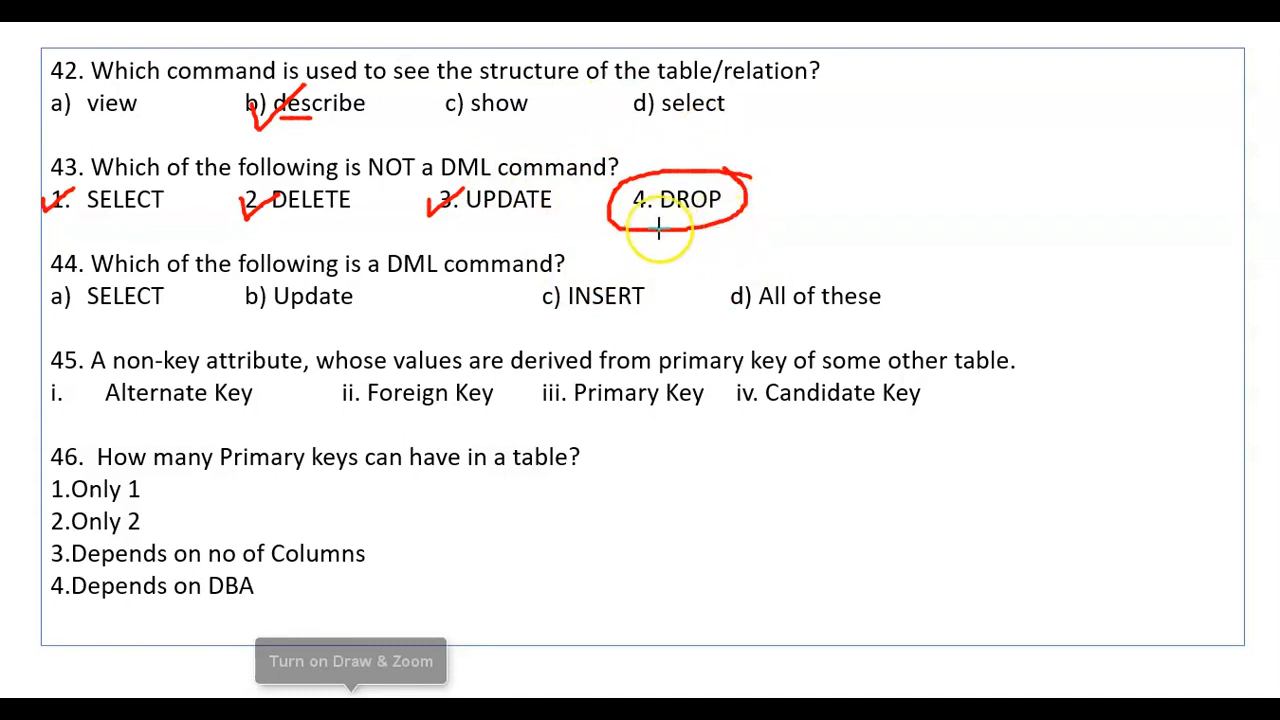 42. Which command is used to see the structure of the table/relation?
a) view b) describe c) show d) select
43. Which of the following is NOT a DML command?
1. SELECT 2. DELETE 3. UPDATE 4. DROP
44. Which of the following is a DML command?
a) SELECT b) Update c) INSERT d) All of these
45. A non-key attribute, whose values are derived from primary key of some other table.
i. Alternate Key ii. Foreign Key iii. Primary Key iv. Candidate Key
46. How many Primary keys can have in a table?
1.Only 1
2.Only 2
3.Depends on no of Columns
4.Depends on DBA
Turn on Draw & Zoom